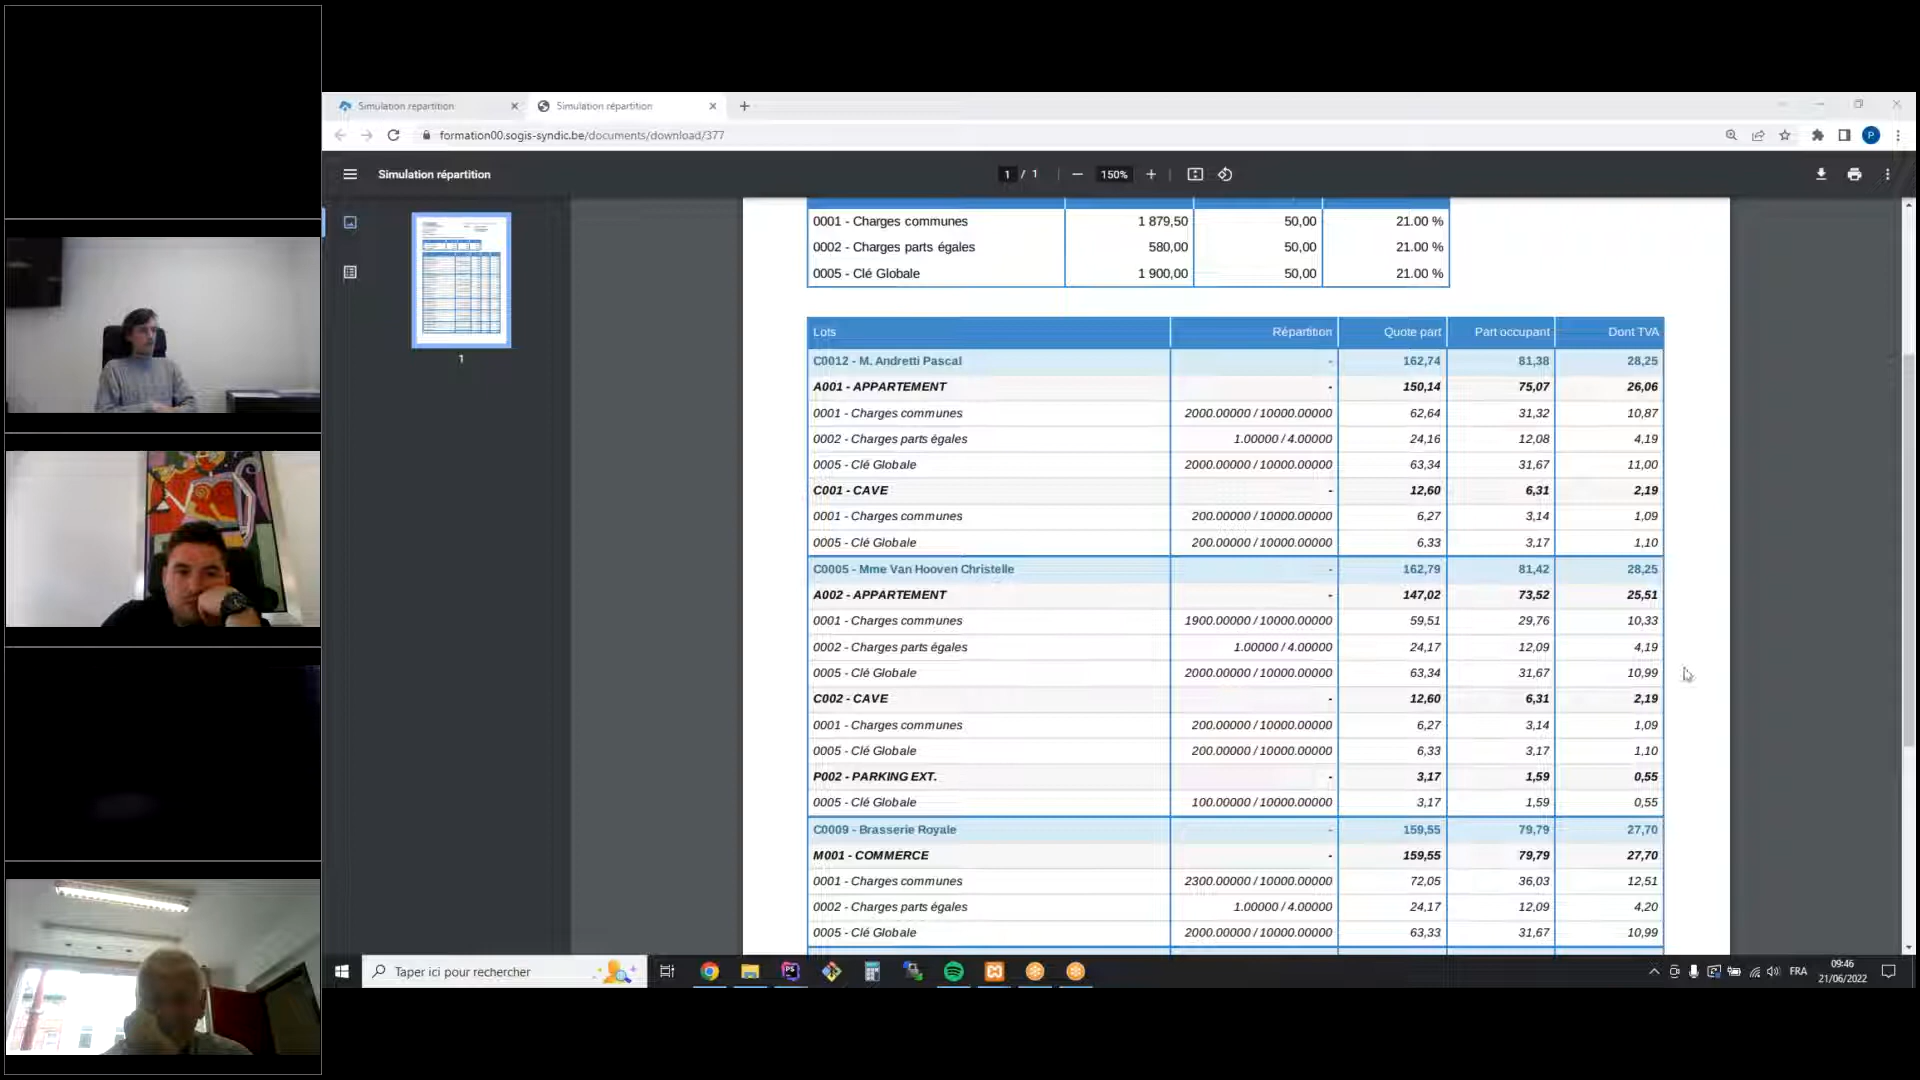 Simulation repartition
Simulation répartition
formation00.sogis-syndic.be/documents/download/377
P
Simulation répartition
1 / 1
150%
1
0001 - Charges communes 1 879,50 50,00 21.00 %
0002 - Charges parts égales 580,00 50,00 21.00 %
0005 - Clé Globale 1 900,00 50,00 21.00 %
Lots Répartition Quote part Part occupant Dont TVA
C0012 - M. Andretti Pascal - 162,74 81,38 28,25
A001 - APPARTEMENT - 150,14 75,07 26,06
0001 - Charges communes 2000.00000 / 10000.00000 62,64 31,32 10,87
0002 - Charges parts égales 1.00000 / 4.00000 24,16 12,08 4,19
0005 - Clé Globale 2000.00000 / 10000.00000 63,34 31,67 11,00
C001 - CAVE - 12,60 6,31 2,19
0001 - Charges communes 200.00000 / 10000.00000 6,27 3,14 1,09
0005 - Clé Globale 200.00000 / 10000.00000 6,33 3,17 1,10
C0005 - Mme Van Hooven Christelle - 162,79 81,42 28,25
A002 - APPARTEMENT - 147,02 73,52 25,51
0001 - Charges communes 1900.00000 / 10000.00000 59,51 29,76 10,33
0002 - Charges parts égales 1.00000 / 4.00000 24,17 12,09 4,19
0005 - Clé Globale 2000.00000 / 10000.00000 63,34 31,67 10,99
C002 - CAVE - 12,60 6,31 2,19
0001 - Charges communes 200.00000 / 10000.00000 6,27 3,14 1,09
0005 - Clé Globale 200.00000 / 10000.00000 6,33 3,17 1,10
P002 - PARKING EXT. - 3,17 1,59 0,55
0005 - Clé Globale 100.00000 / 10000.00000 3,17 1,59 0,55
C0009 - Brasserie Royale - 159,55 79,79 27,70
M001 - COMMERCE - 159,55 79,79 27,70
0001 - Charges communes 2300.00000 / 10000.00000 72,05 36,03 12,51
0002 - Charges parts égales 1.00000 / 4.00000 24,17 12,09 4,20
0005 - Clé Globale 2000.00000 / 10000.00000 63,33 31,67 10,99
Taper ici pour rechercher
PS
FRA
09:46
21/06/2022